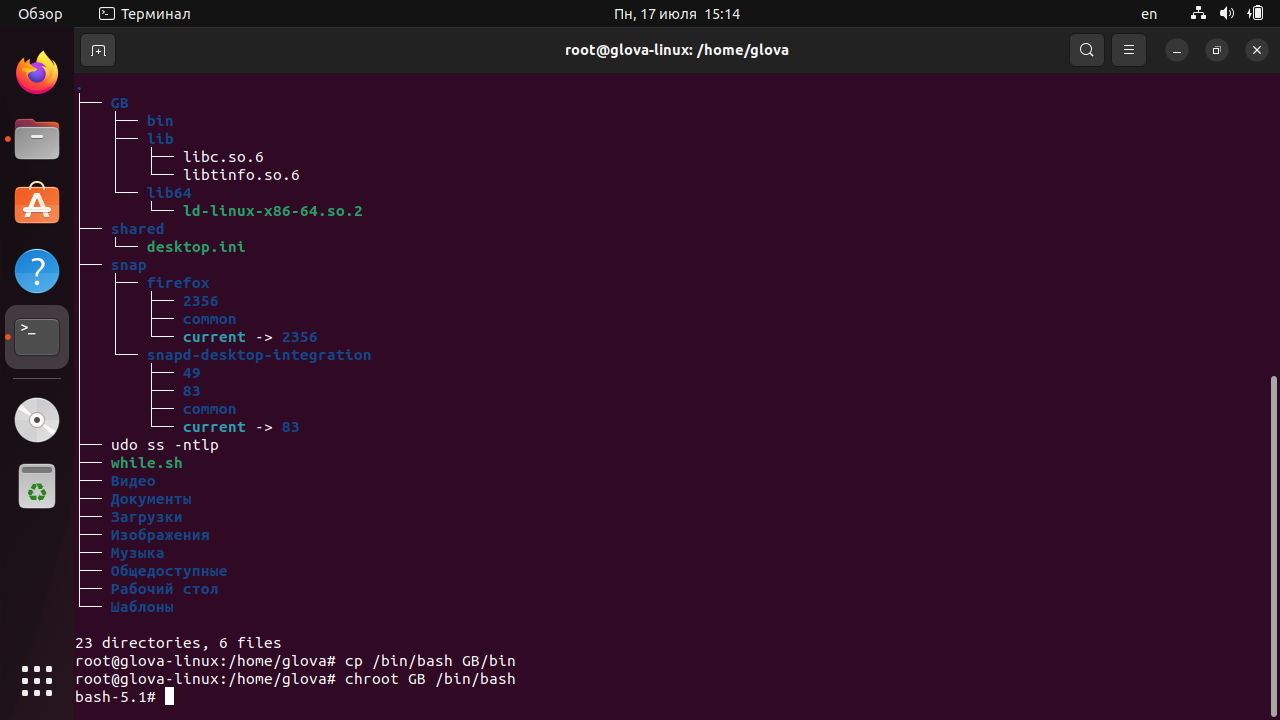 Обзор Терминал Пн, 17 июля 15:14 en
root@glova-linux: /home/glova
.
├── GB
│   ├── bin
│   ├── lib
│   │   ├── libc.so.6
│   │   └── libtinfo.so.6
│   └── lib64
│       └── ld-linux-x86-64.so.2
├── shared
│   └── desktop.ini
├── snap
│   ├── firefox
│   │   ├── 2356
│   │   ├── common
│   │   └── current -> 2356
│   └── snapd-desktop-integration
│       ├── 49
│       ├── 83
│       ├── common
│       └── current -> 83
├── udo ss -ntlp
├── while.sh
├── Видео
├── Документы
├── Загрузки
├── Изображения
├── Музыка
├── Общедоступные
├── Рабочий стол
└── Шаблоны
23 directories, 6 files
root@glova-linux:/home/glova# cp /bin/bash GB/bin
root@glova-linux:/home/glova# chroot GB /bin/bash
bash-5.1#